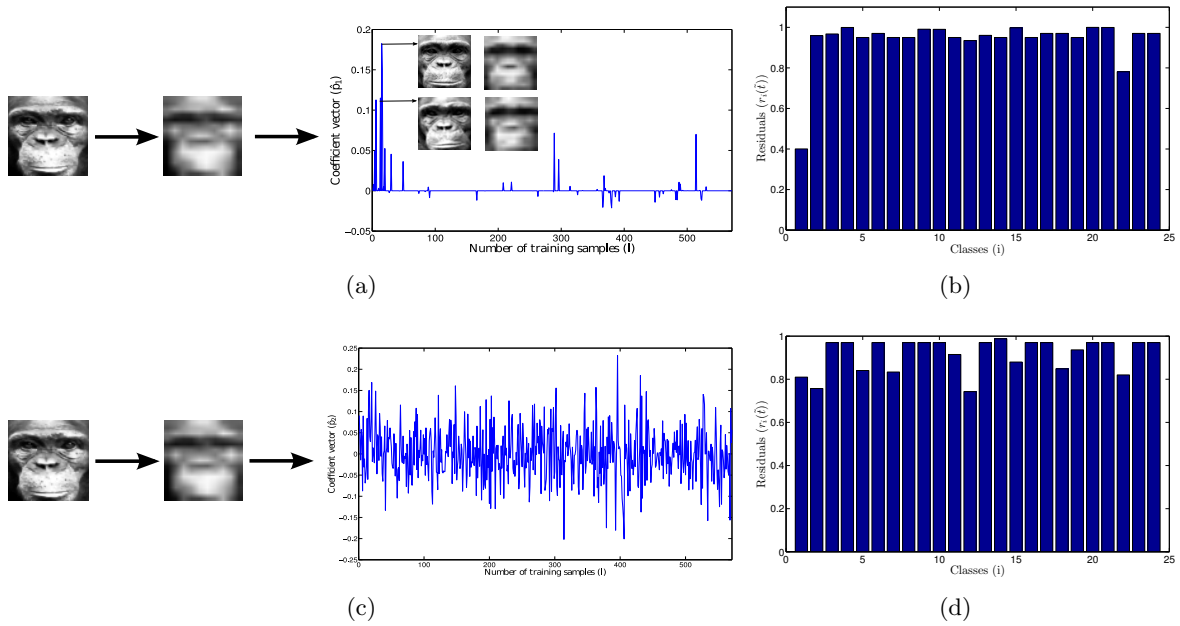 0.2
0.15
0.1
0.05
0
−0.05
Coefficient vector (p̂₁)
0 100 200 300 400 500
Number of training samples (l)
(a)
1
0.8
0.6
0.4
0.2
0
Residuals (rᵢ(t̃))
0 5 10 15 20 25
Classes (i)
(b)
0.25
0.2
0.15
0.1
0.05
0
−0.05
−0.1
−0.15
−0.2
−0.25
Coefficient vector (p̂₂)
0 100 200 300 400 500
Number of training samples (l)
(c)
1
0.8
0.6
0.4
0.2
0
Residuals (rᵢ(t̃))
0 5 10 15 20 25
Classes (i)
(d)